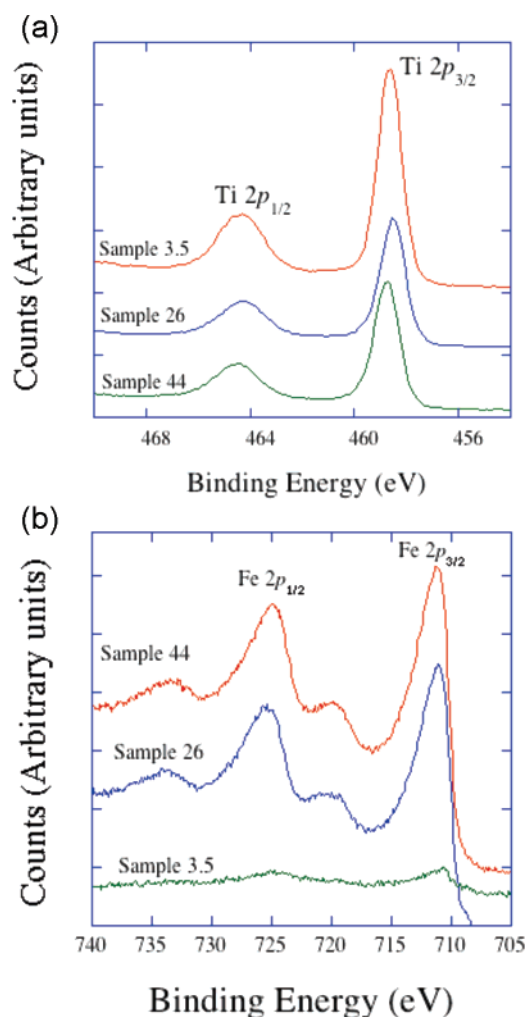 (a)
Ti 2p3/2
Ti 2p1/2
Sample 3.5
Sample 26
Sample 44
Counts (Arbitrary units)
468 464 460 456
Binding Energy (eV)
(b)
Fe 2p3/2
Fe 2p1/2
Sample 44
Sample 26
Sample 3.5
Counts (Arbitrary units)
740 735 730 725 720 715 710 705
Binding Energy (eV)